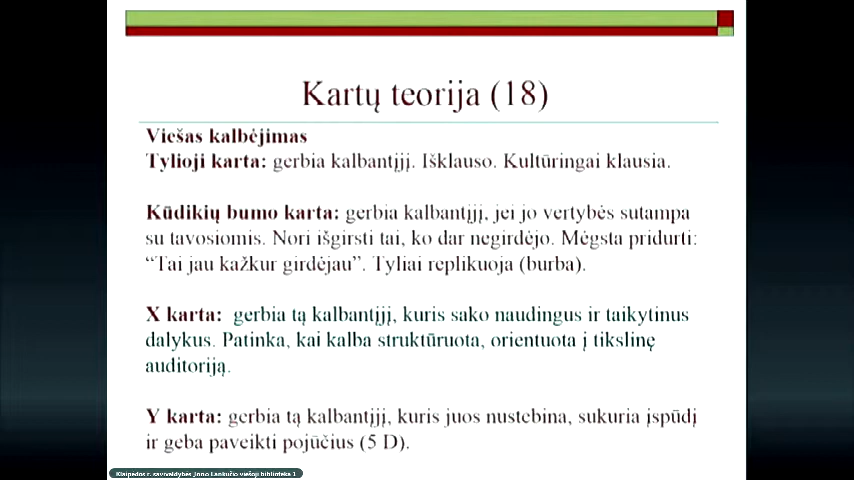 Kartų teorija (18)
Viešas kalbėjimas
Tylioji karta: gerbia kalbantįjį. Išklauso. Kultūringai klausia.
Kūdikių bumo karta: gerbia kalbantįjį, jei jo vertybės sutampa
su tavosiomis. Nori išgirsti tai, ko dar negirdėjo. Mėgsta pridurti:
“Tai jau kažkur girdėjau”. Tyliai replikuoja (burba).
X karta: gerbia tą kalbantįjį, kuris sako naudingus ir taikytinus
dalykus. Patinka, kai kalba struktūruota, orientuota į tikslinę
auditoriją.
Y karta: gerbia tą kalbantįjį, kuris juos nustebina, sukuria įspūdį
ir geba paveikti pojūčius (5 D).
Klaipėdos r. savivaldybės Jono Lankučio viešoji biblioteka 1